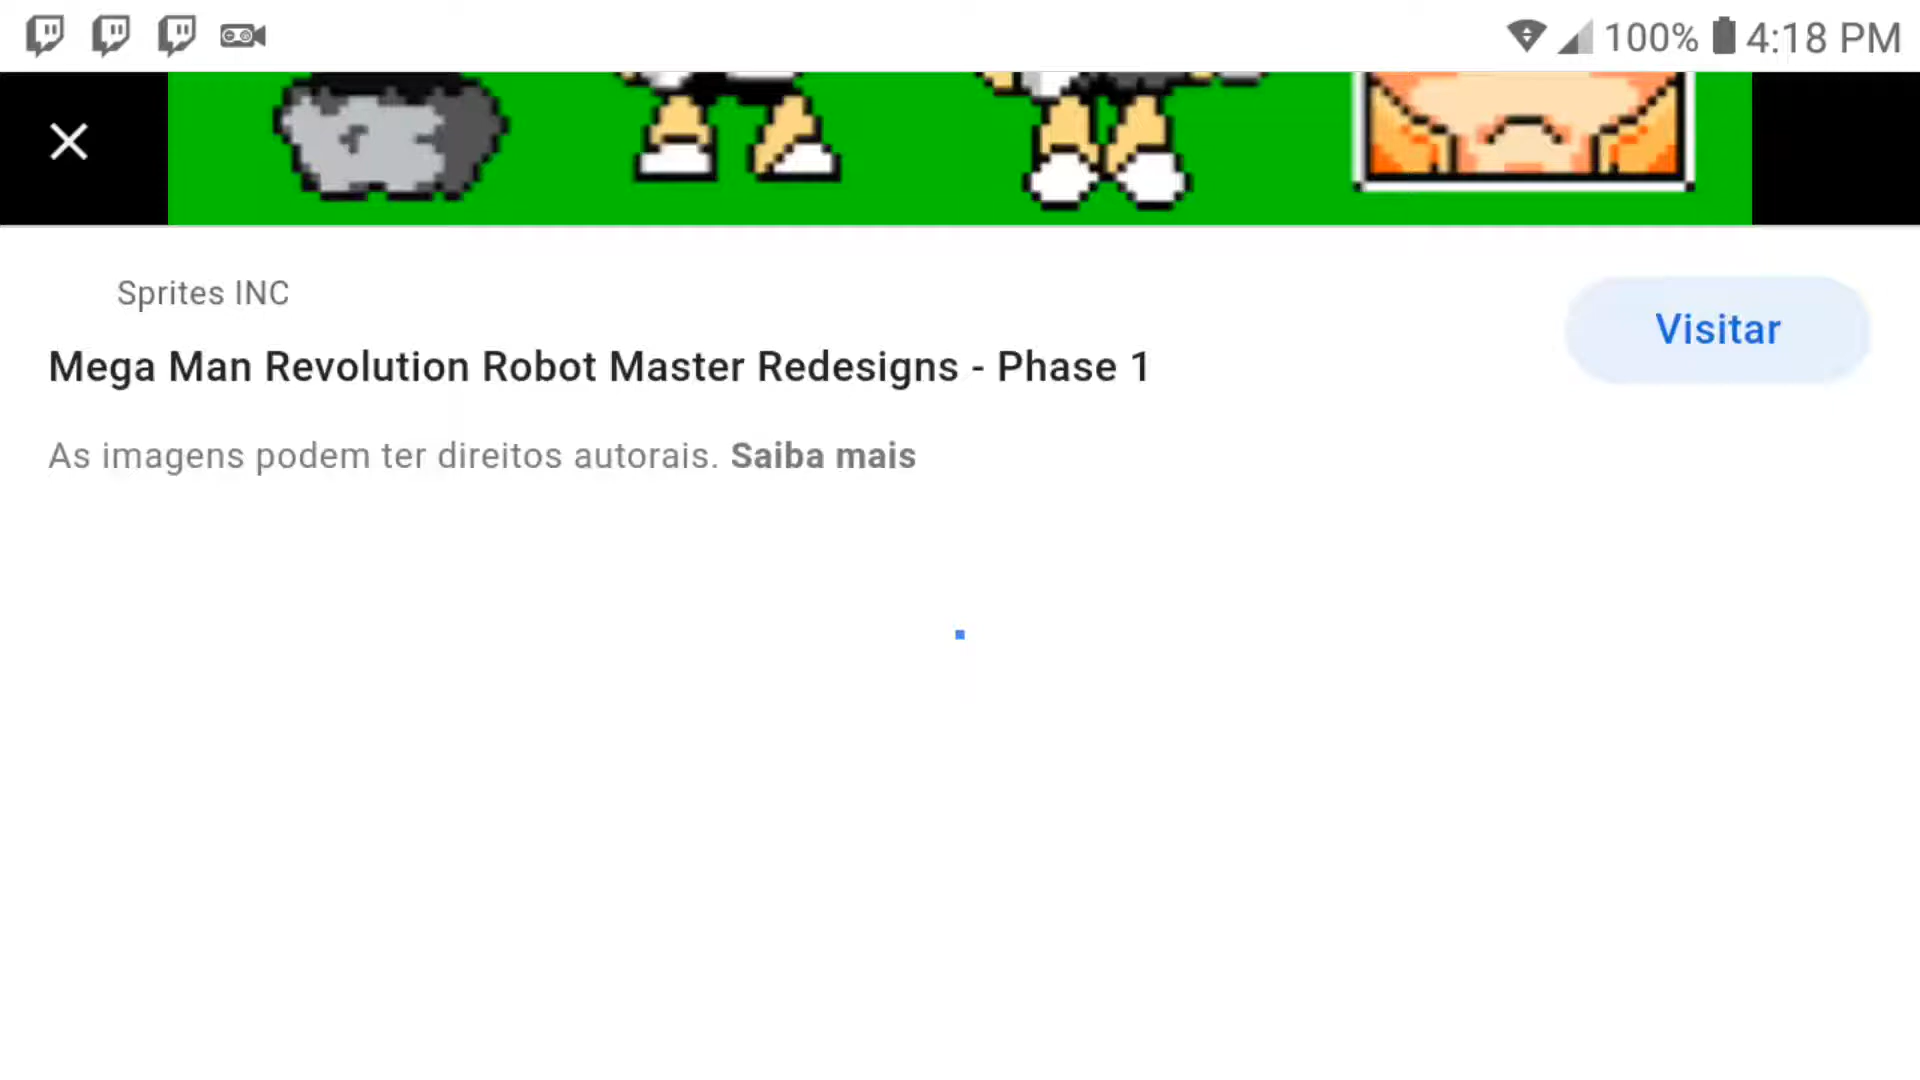 100% 4:18 PM
Sprites INC
Visitar
Mega Man Revolution Robot Master Redesigns - Phase 1
As imagens podem ter direitos autorais. Saiba mais